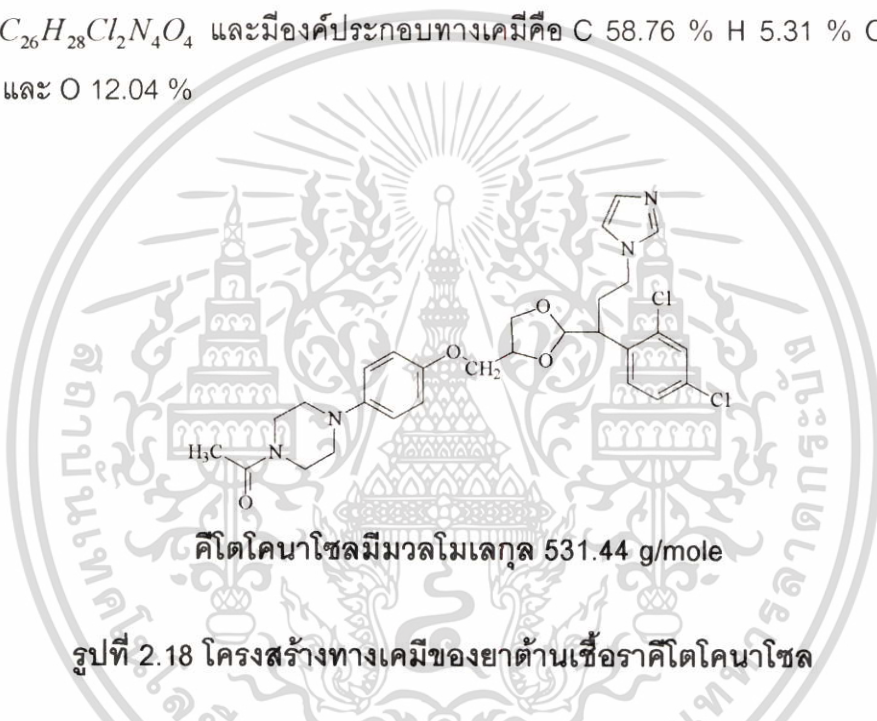 C₂₆H₂₈Cl₂N₄O₄ และมีองค์ประกอบทางเคมีคือ C 58.76 % H 5.31 %
และ O 12.04 %
N
N
Cl
O
O
O
CH₂
Cl
N
H₃C
N
O
คีโตโคนาโซลมีมวลโมเลกุล 531.44 g/mole
รูปที่ 2.18 โครงสร้างทางเคมีของยาต้านเชื้อราคีโตโคนาโซล